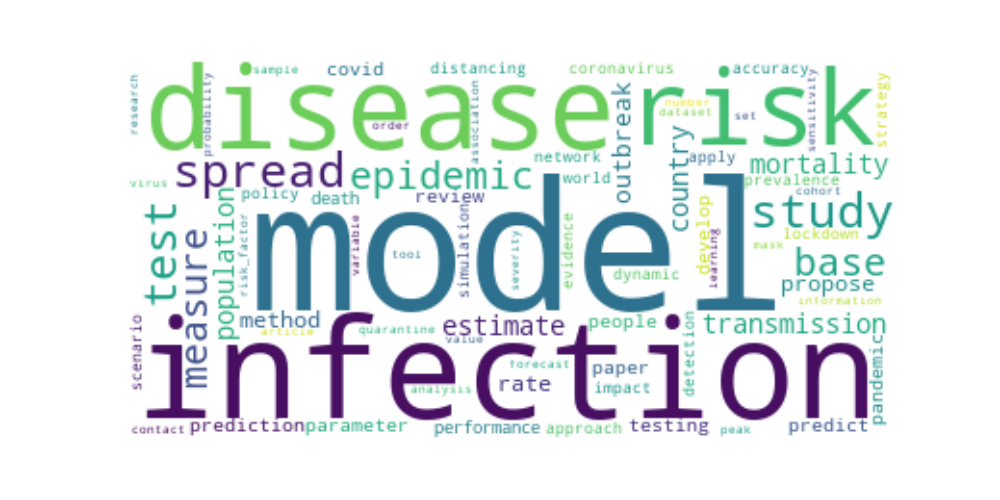 sample
covid
distancing
coronavirus
accuracy
research
disease
risk
probability
order
association
number
dataset
set
sensitivity
strategy
outbreak
country
virus
spread
epidemic
network
world
apply
mortality
prevalence
cohort
policy
death
review
test
measure
population
risk_factor
model
variable
tool
simulation
severity
evidence
dynamic
develop
learning
study
lockdown
mask
base
propose
information
method
article
quarantine
estimate
value
people
transmission
scenario
infection
forecast
analysis
rate
paper
impact
detection
pandemic
contact
prediction
parameter
performance
approach
testing
peak
predict